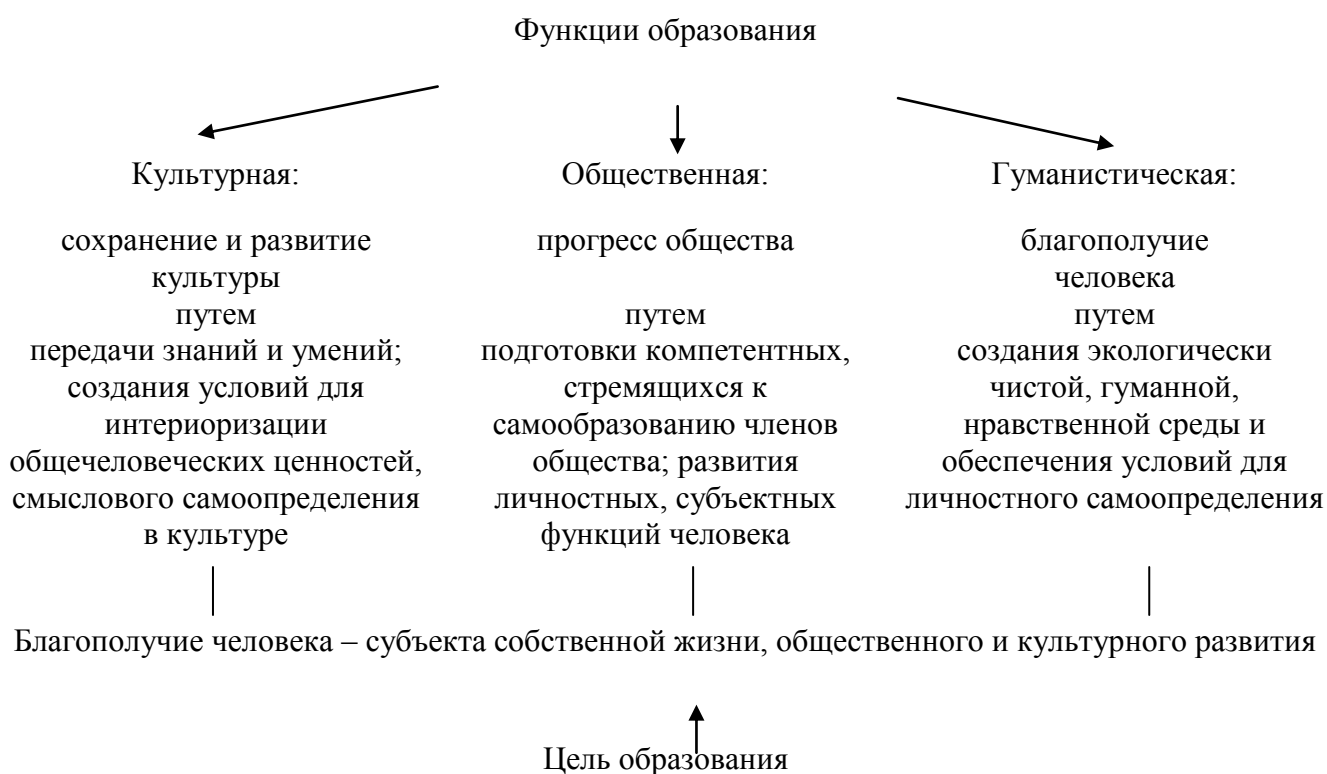 Функции образования
Культурная:
сохранение и развитие
культуры
путем
передачи знаний и умений;
создания условий для
интериоризации
общечеловеческих ценностей,
смыслового самоопределения
в культуре
Общественная:
прогресс общества
путем
подготовки компетентных,
стремящихся к
самообразованию членов
общества; развития
личностных, субъектных
функций человека
Гуманистическая:
благополучие
человека
путем
создания экологически
чистой, гуманной,
нравственной среды и
обеспечения условий для
личностного самоопределения
Благополучие человека – субъекта собственной жизни, общественного и культурного развития
Цель образования